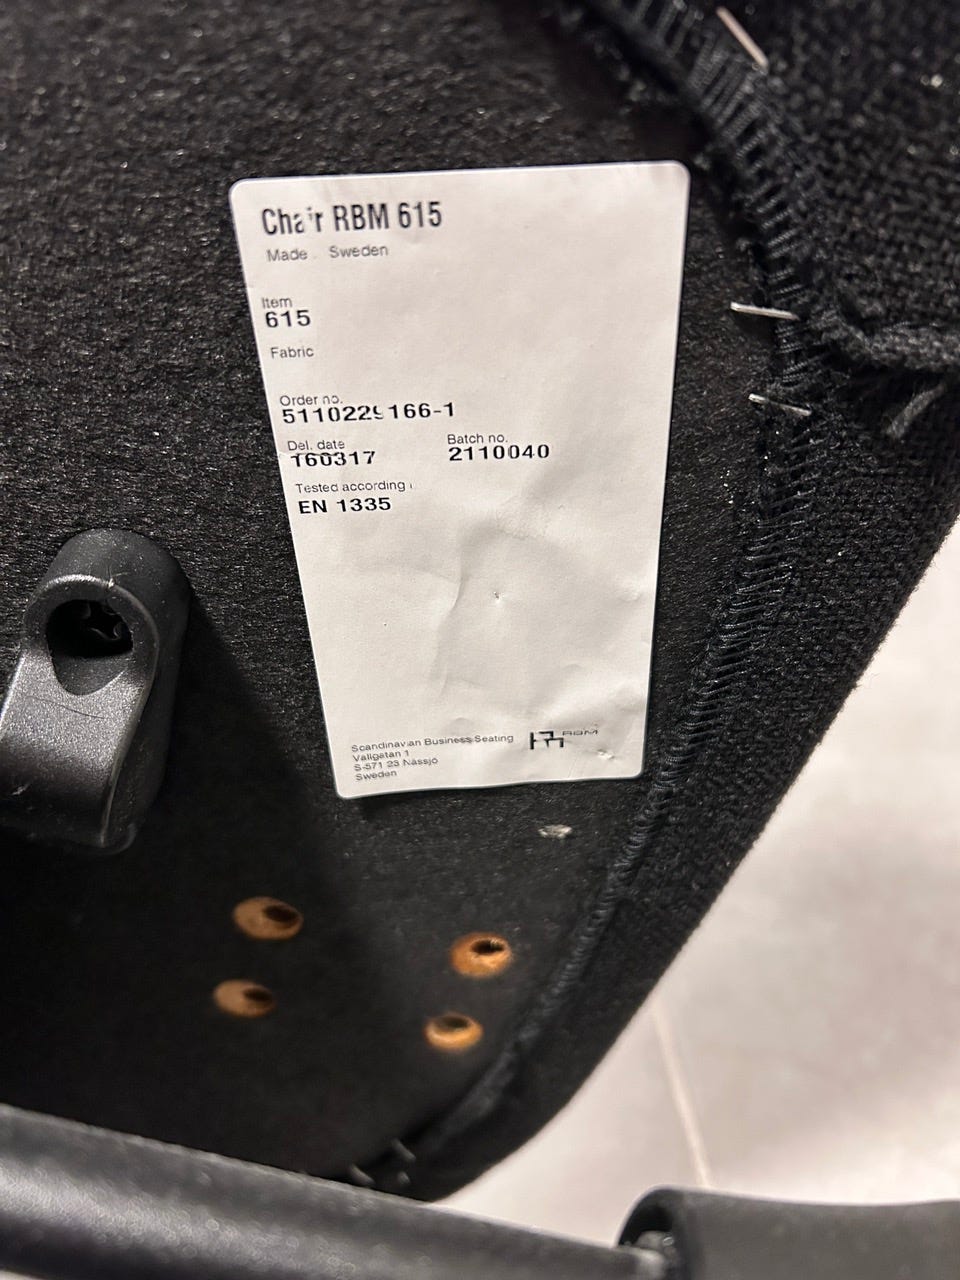 Chair RBM 615
Made Sweden
Item
615
Fabric
Order no.
5110229166-1
Del. date
160317
Batch no.
2110040
Tested according
EN 1335
Scandinavian Business Seating
Vallgatan 1
S-571 23 Nässjö
Sweden
RBM